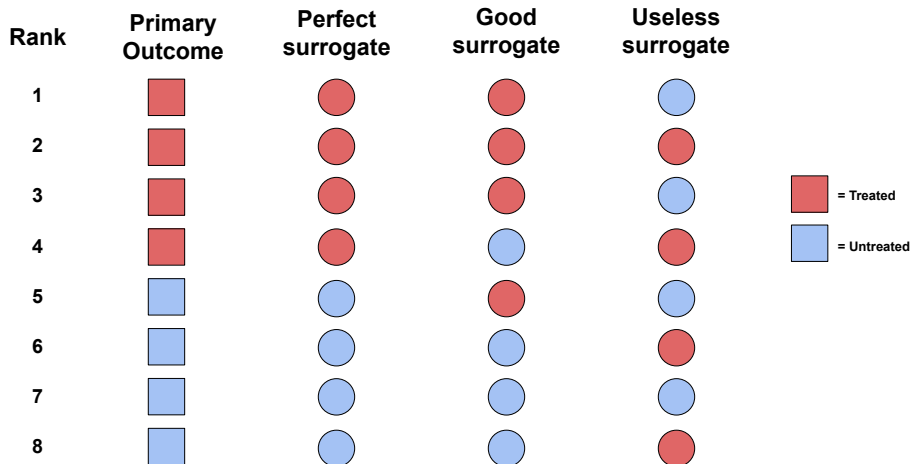 Rank
Primary
Outcome
Perfect
surrogate
Good
surrogate
Useless
surrogate
1
2
3
4
5
6
7
8
= Treated
= Untreated